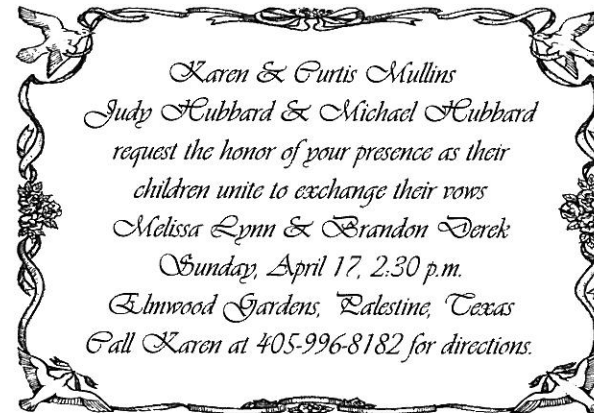 Karen & Curtis Mullins
Judy Hubbard & Michael Hubbard
request the honor of your presence as their
children unite to exchange their vows
Melissa Lynn & Brandon Derek
Sunday, April 17, 2:30 p.m.
Elmwood Gardens, Palestine, Texas
Call Karen at 405-996-8182 for directions.